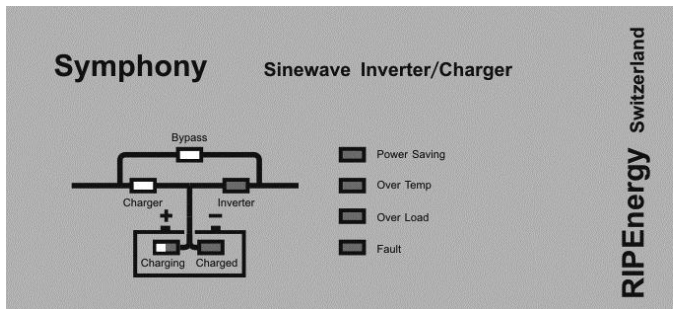 Symphony
Sinewave Inverter/Charger
RIPEnergy Switzerland
Bypass
Charger
Inverter
+
−
Charging
Charged
Power Saving
Over Temp
Over Load
Fault